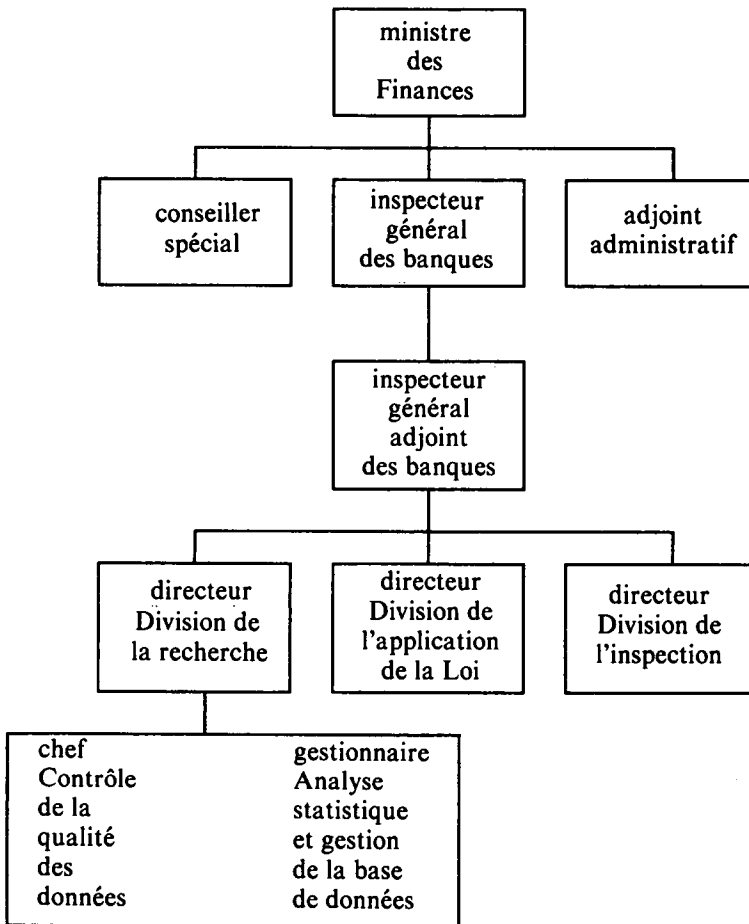 ministre
des
Finances
conseiller
spécial
inspecteur
général
des banques
adjoint
administratif
inspecteur
général
adjoint
des banques
directeur
Division de
la recherche
directeur
Division de
l'application
de la Loi
directeur
Division de
l'inspection
chef
Contrôle
de la
qualité
des
données
gestionnaire
Analyse
statistique
et gestion
de la base
de données